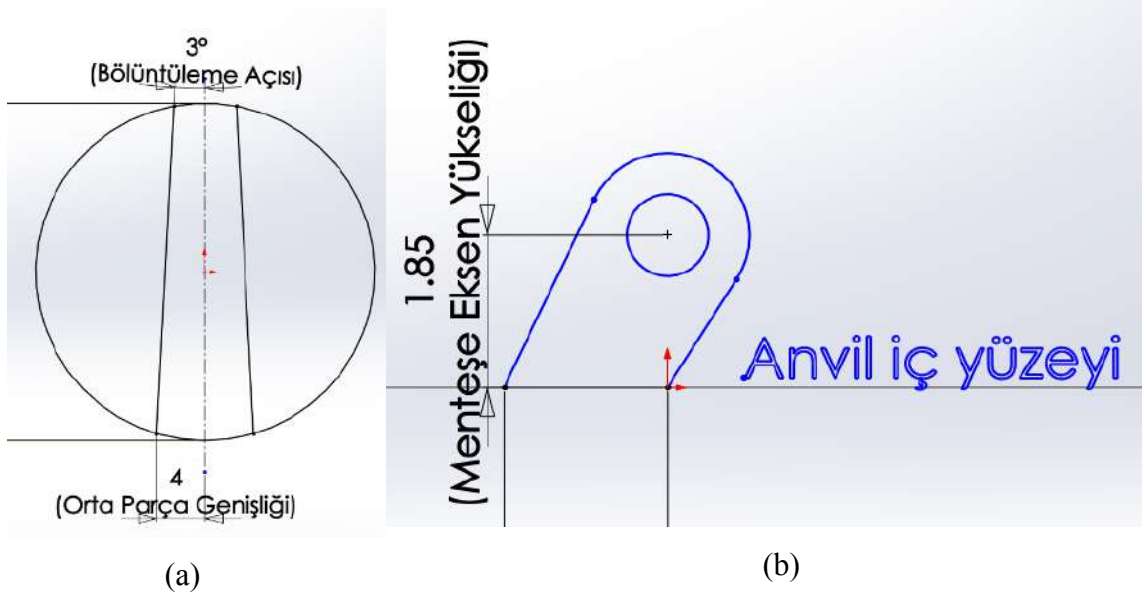 3°
(Bölüntüleme Açısı)
4
(Orta Parça Genişliği)
(a)
1.85
(Menteşe Eksen Yükseliği)
Anvil iç yüzeyi
(b)